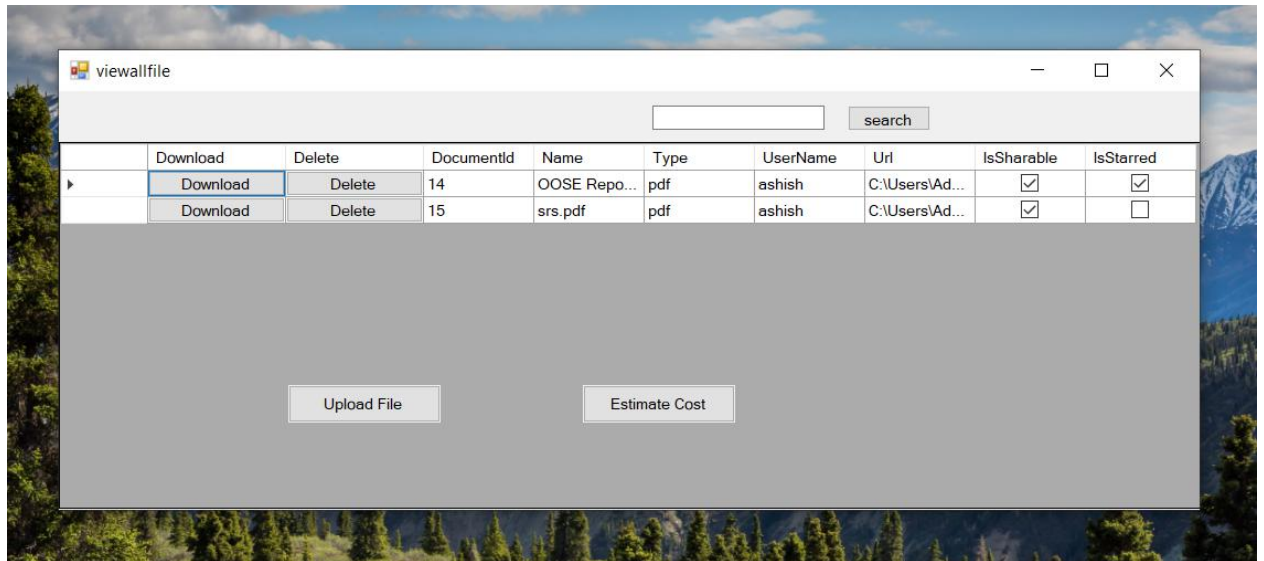 viewallfile
search
Download Delete DocumentId Name Type UserName Url IsSharable IsStarred
Download Delete 14 OOSE Repo... pdf ashish C:\Users\Ad...
Download Delete 15 srs.pdf pdf ashish C:\Users\Ad...
Upload File Estimate Cost